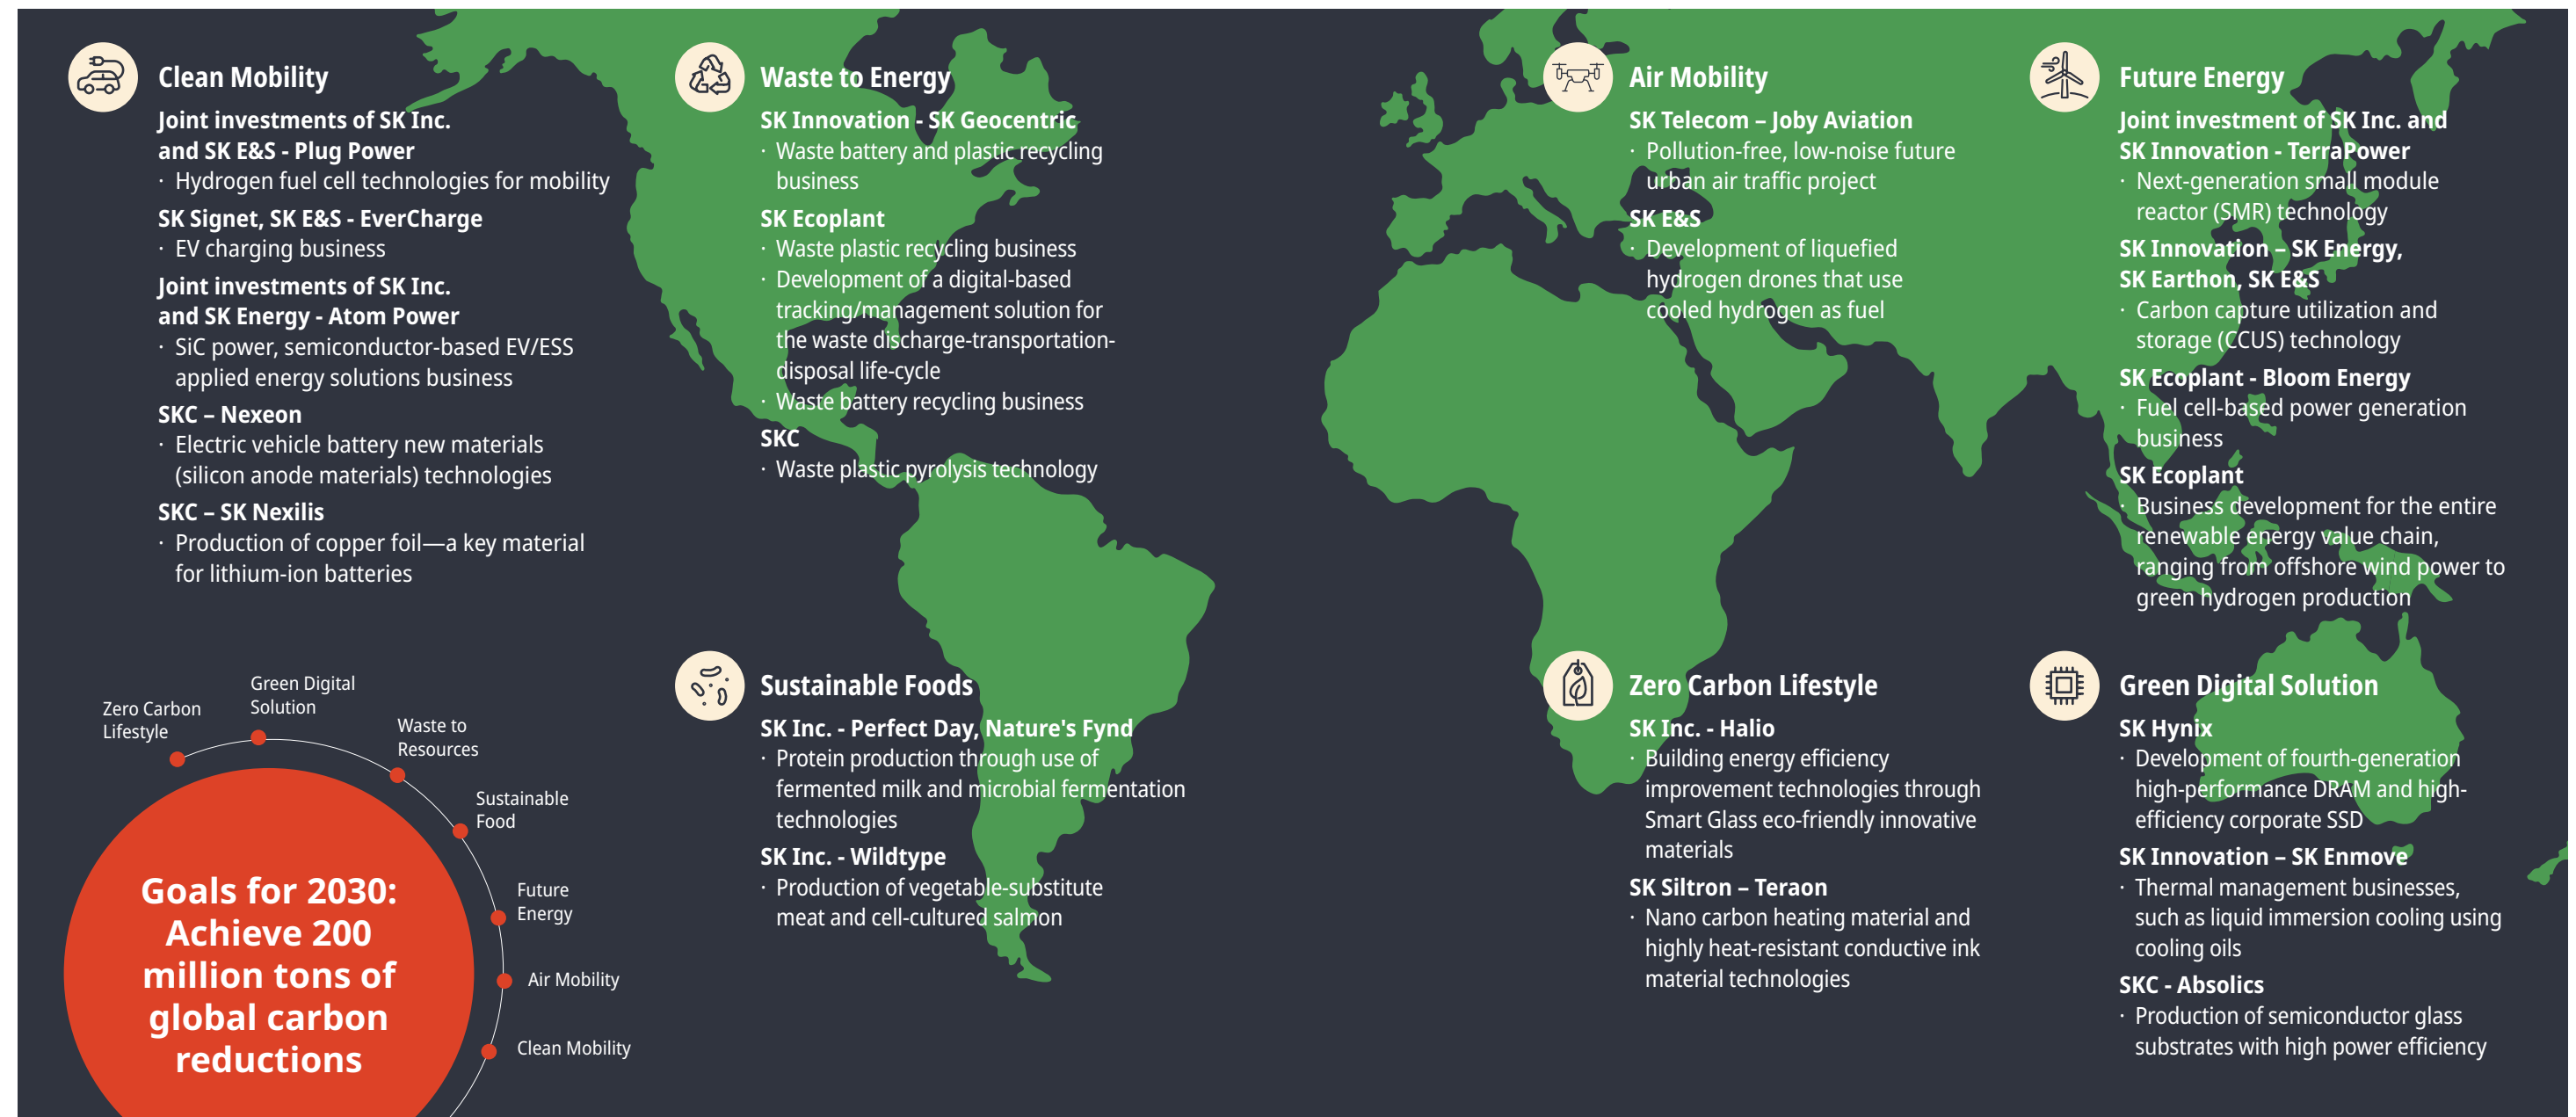 Clean Mobility
Joint investments of SK Inc.
and SK E&S - Plug Power
· Hydrogen fuel cell technologies for mobility
SK Signet, SK E&S - EverCharge
· EV charging business
Joint investments of SK Inc.
and SK Energy - Atom Power
· SiC power, semiconductor-based EV/ESS
applied energy solutions business
SKC – Nexeon
· Electric vehicle battery new materials
(silicon anode materials) technologies
SKC – SK Nexilis
· Production of copper foil—a key material
for lithium-ion batteries
Waste to Energy
SK Innovation - SK Geocentric
· Waste battery and plastic recycling
business
SK Ecoplant
· Waste plastic recycling business
· Development of a digital-based
tracking/management solution for
the waste discharge-transportation-
disposal life-cycle
· Waste battery recycling business
SKC
· Waste plastic pyrolysis technology
Air Mobility
SK Telecom – Joby Aviation
· Pollution-free, low-noise future
urban air traffic project
SK E&S
· Development of liquefied
hydrogen drones that use
cooled hydrogen as fuel
Future Energy
Joint investment of SK Inc. and
SK Innovation - TerraPower
· Next-generation small module
reactor (SMR) technology
SK Innovation – SK Energy,
SK Earthon, SK E&S
· Carbon capture utilization and
storage (CCUS) technology
SK Ecoplant - Bloom Energy
· Fuel cell-based power generation
business
SK Ecoplant
· Business development for the entire
renewable energy value chain,
ranging from offshore wind power to
green hydrogen production
Zero Carbon
Lifestyle
Green Digital
Solution
Waste to
Resources
Sustainable
Food
Future
Energy
Air Mobility
Clean Mobility
Goals for 2030:
Achieve 200
million tons of
global carbon
reductions
Sustainable Foods
SK Inc. - Perfect Day, Nature's Fynd
· Protein production through use of
fermented milk and microbial fermentation
technologies
SK Inc. - Wildtype
· Production of vegetable-substitute
meat and cell-cultured salmon
Zero Carbon Lifestyle
SK Inc. - Halio
· Building energy efficiency
improvement technologies through
Smart Glass eco-friendly innovative
materials
SK Siltron – Teraon
· Nano carbon heating material and
highly heat-resistant conductive ink
material technologies
Green Digital Solution
SK Hynix
· Development of fourth-generation
high-performance DRAM and high-
efficiency corporate SSD
SK Innovation – SK Enmove
· Thermal management businesses,
such as liquid immersion cooling using
cooling oils
SKC - Absolics
· Production of semiconductor glass
substrates with high power efficiency